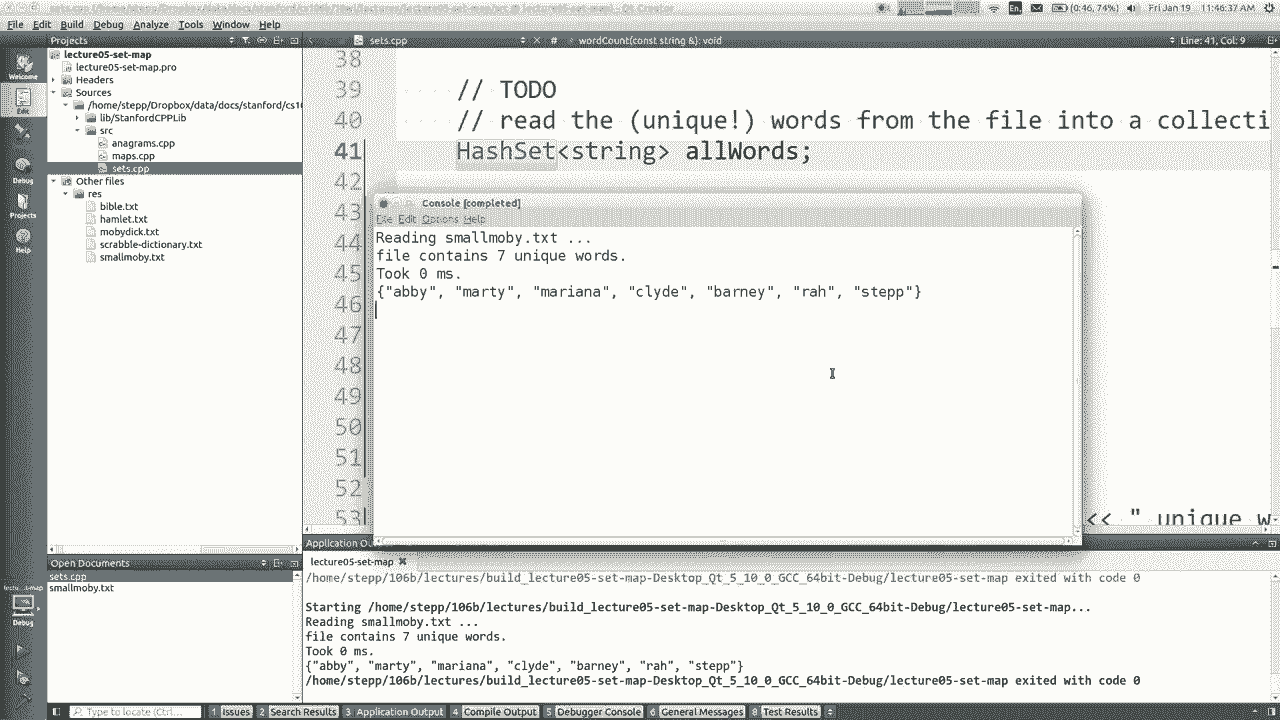 En
(0:46, 74%)
Fri Jan 19
11:46:37 AM
stepp
File Edit Build Debug Analyze Tools Window Help
Projects
sets.cpp
wordCount(const string &): void
Line: 41, Col: 9
Welcome
Edit
Debug
Projects
Help
lecture05-set-map
lecture05-set-map.pro
Headers
Sources
/home/stepp/Dropbox/data/docs/stanford/cs10
lib/StanfordCPPLib
src
anagrams.cpp
maps.cpp
sets.cpp
Other files
res
bible.txt
hamlet.txt
mobydick.txt
scrabble-dictionary.txt
smallmoby.txt
38
39 // TODO
40 // read the (unique!) words from the file into a collecti
41 HashSet<string> allWords;
42
43
44
45
46
47
48
49
50
51
52
53 << " unique w
Console [completed]
File Edit Options Help
Reading smallmoby.txt ...
file contains 7 unique words.
Took 0 ms.
{"abby", "marty", "mariana", "clyde", "barney", "rah", "stepp"}
Open Documents
sets.cpp
smallmoby.txt
Debug
Application Ou
lecture05-set-map
/home/stepp/106b/lectures/build_lecture05-set-map-Desktop_Qt_5_10_0_GCC_64bit-Debug/lecture05-set-map exited with code 0
Starting /home/stepp/106b/lectures/build_lecture05-set-map-Desktop_Qt_5_10_0_GCC_64bit-Debug/lecture05-set-map...
Reading smallmoby.txt ...
file contains 7 unique words.
Took 0 ms.
{"abby", "marty", "mariana", "clyde", "barney", "rah", "stepp"}
/home/stepp/106b/lectures/build_lecture05-set-map-Desktop_Qt_5_10_0_GCC_64bit-Debug/lecture05-set-map exited with code 0
Type to locate (Ctrl...
1 Issues
2 Search Results
3 Application Output
4 Compile Output
5 Debugger Console
6 General Messages
8 Test Results